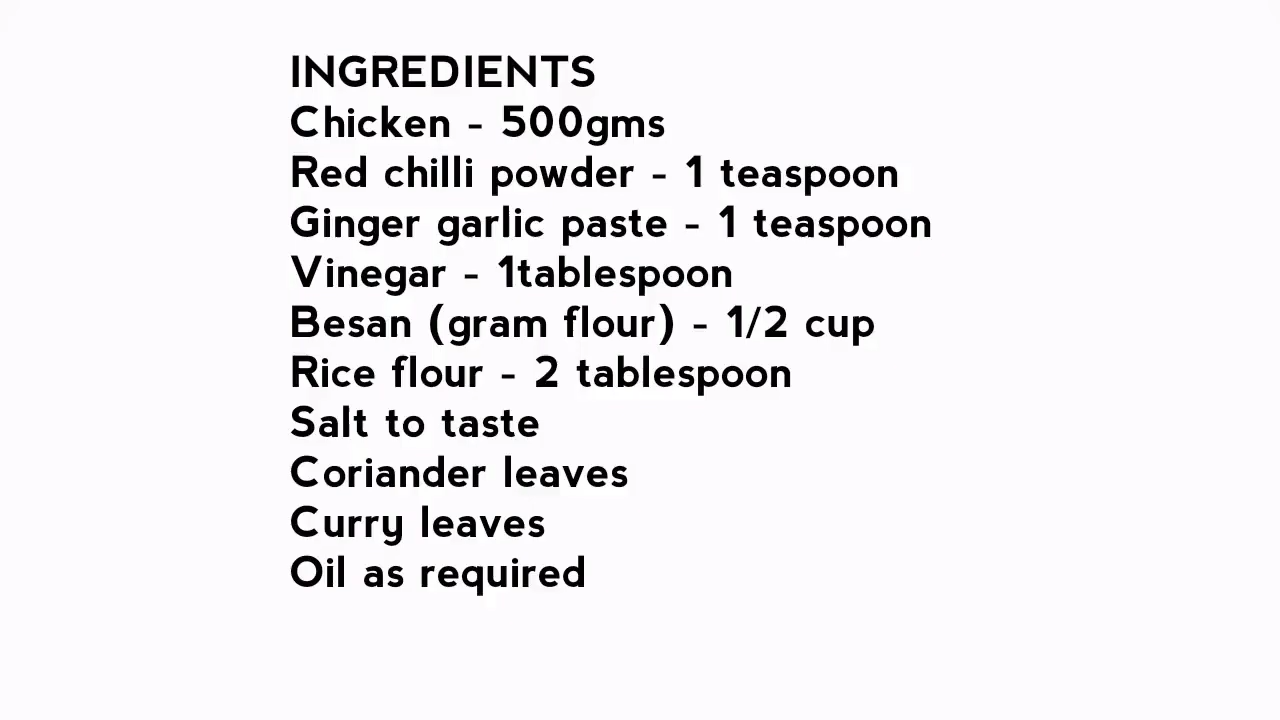 INGREDIENTS
Chicken - 500gms
Red chilli powder - 1 teaspoon
Ginger garlic paste - 1 teaspoon
Vinegar - 1tablespoon
Besan (gram flour) - 1/2 cup
Rice flour - 2 tablespoon
Salt to taste
Coriander leaves
Curry leaves
Oil as required